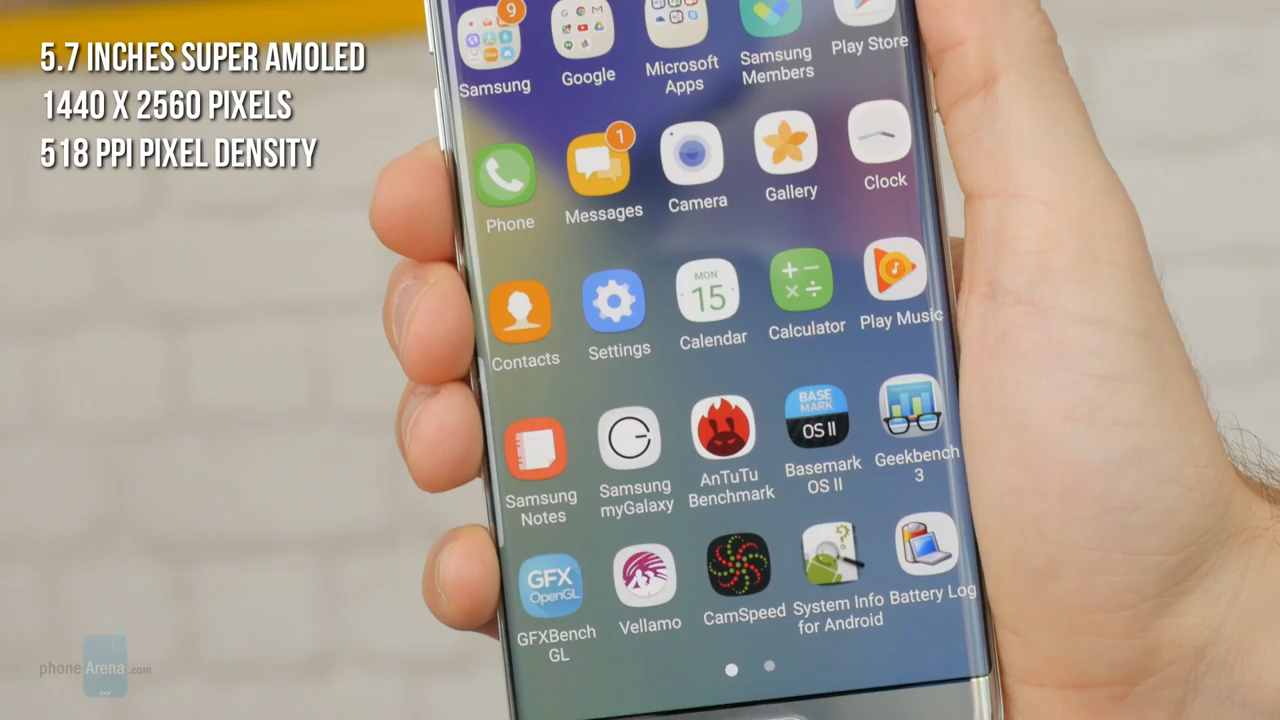 5.7 INCHES SUPER AMOLED
1440 X 2560 PIXELS
518 PPI PIXEL DENSITY
9
Samsung
Google
Microsoft
Apps
Samsung
Members
Play Store
Phone
1
Messages
Camera
Gallery
Clock
Contacts
Settings
MON
15
Calendar
Calculator
Play Music
Samsung
Notes
Samsung
myGalaxy
AnTuTu
Benchmark
BASE
MARK
OS II
Basemark
OS II
Geekbench
3
GFX
OpenGL
GFXBench
GL
Vellamo
CamSpeed
System Info
for Android
Battery Log
phoneArena.com